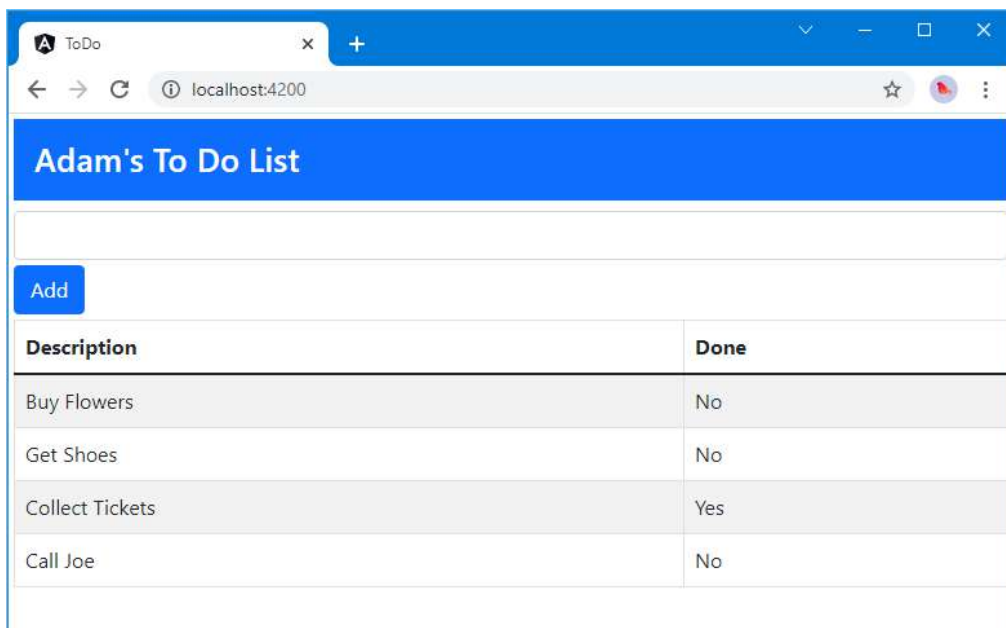 ToDo
localhost:4200
Adam's To Do List
Add
Description Done
Buy Flowers No
Get Shoes No
Collect Tickets Yes
Call Joe No